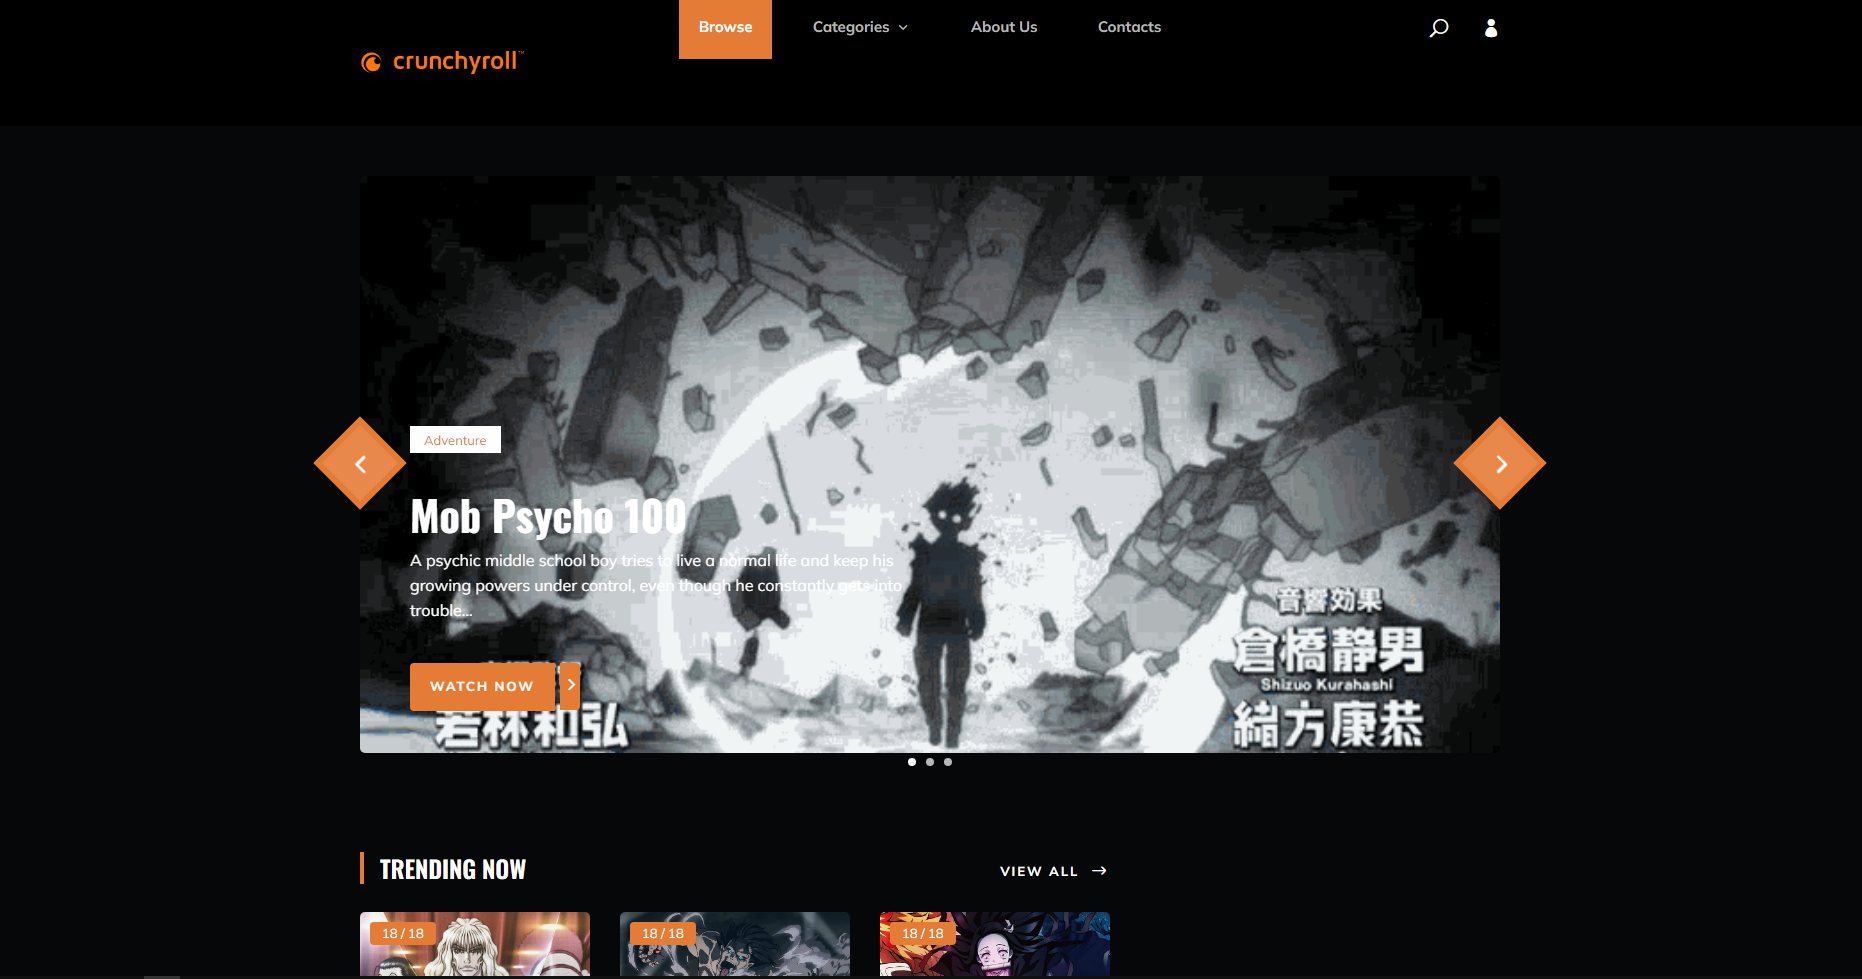 Browse
Categories
About Us
Contacts
crunchyroll™
Adventure
Mob Psycho 100
A psychic middle school boy tries to live a normal life and keep his
growing powers under control, even though he constantly gets into
trouble...
WATCH NOW
若林和弘
音響効果
倉橋静男
Shizuo Kurahashi
緒方康恭
TRENDING NOW
VIEW ALL
18 / 18
18 / 18
18 / 18